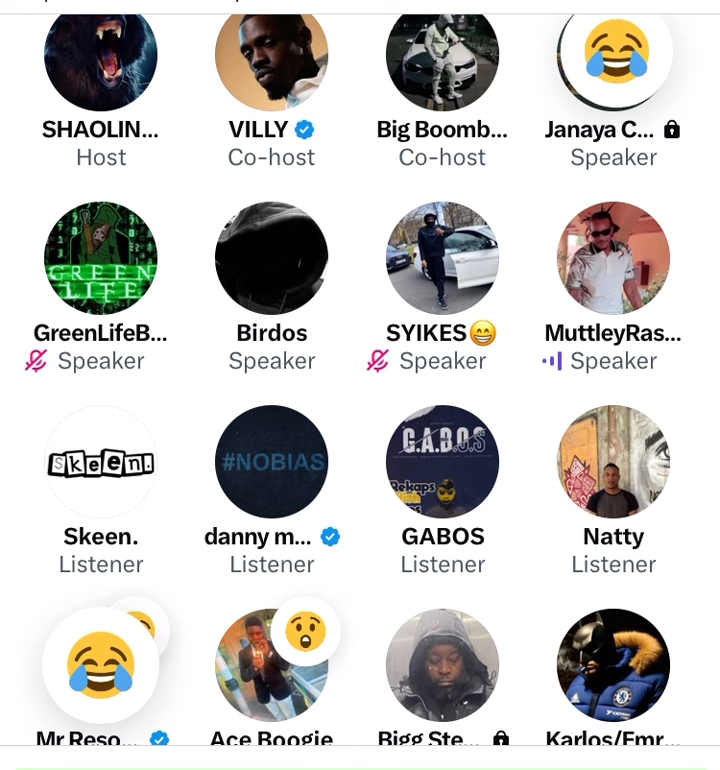 SHAOLIN... VILLY Big Boomb... Janaya C...
Host Co-host Co-host Speaker
GREEN
LIFE
GreenLifeB... Birdos SYIKES😁 MuttleyRas...
Speaker Speaker Speaker Speaker
skeen. #NOBIAS G.A.B.O.S
Rekaps
Skeen. danny m... GABOS Natty
Listener Listener Listener Listener
Mr Reso... Ace Boogie Bigg Ste... Karlos/Emr...